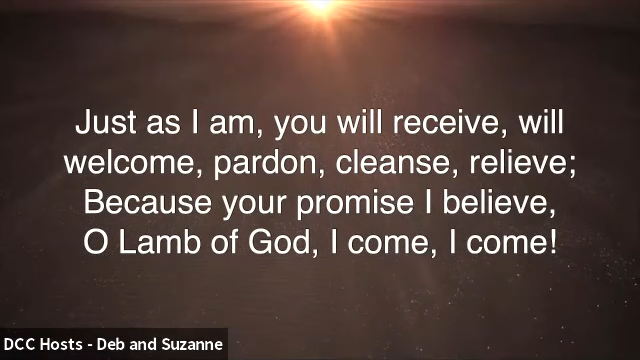 Just as I am, you will receive, will
welcome, pardon, cleanse, relieve;
Because your promise I believe,
O Lamb of God, I come, I come!
DCC Hosts - Deb and Suzanne